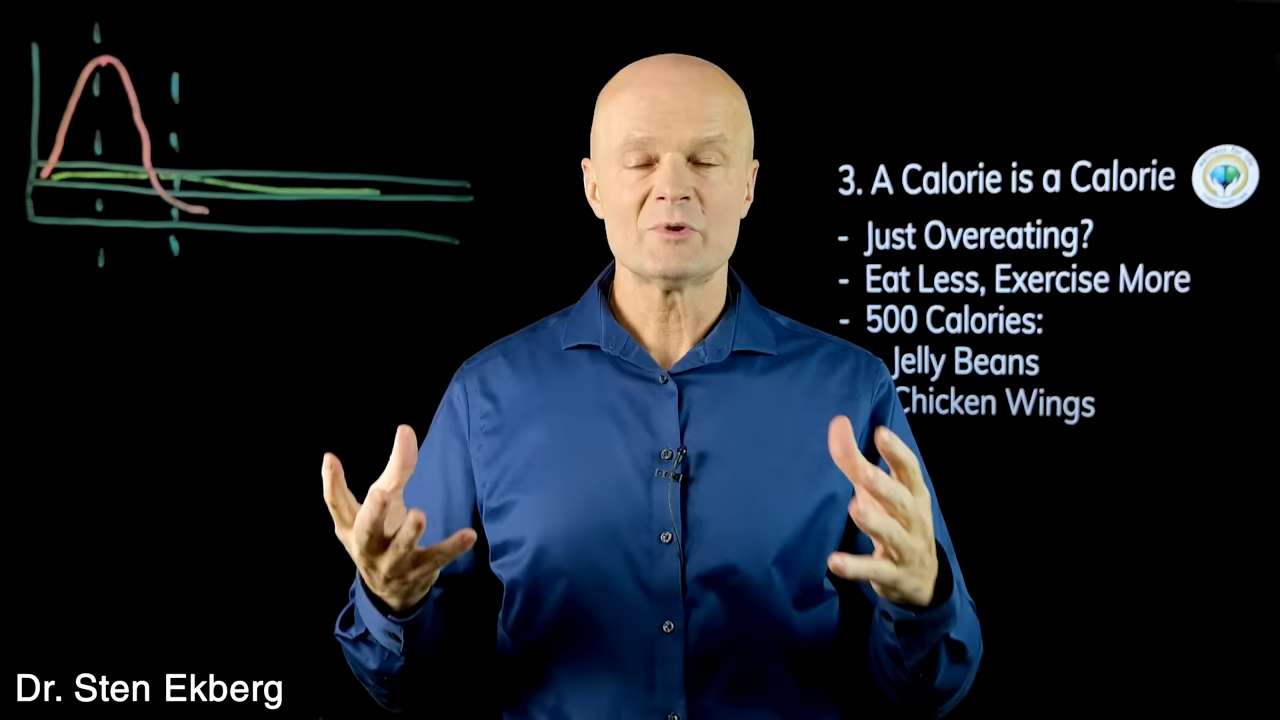 3. A Calorie is a Calorie
- Just Overeating?
- Eat Less, Exercise More
- 500 Calories:
Jelly Beans
Chicken Wings
Dr. Sten Ekberg